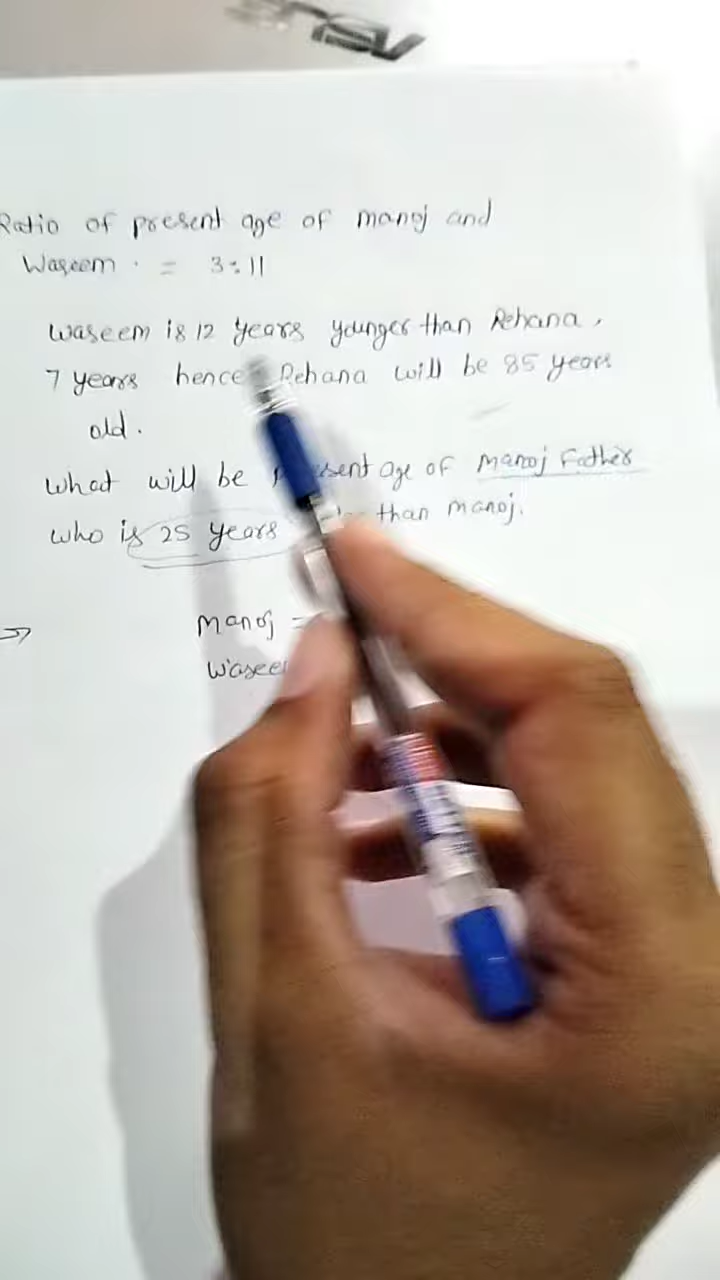 ASUS
Ratio of present age of manoj and
Waseem . = 3:11
Waseem is 12 years younger than Rehana,
7 years hence Rehana will be 85 years
old.
What will be age of manoj Father
who is 25 years than manoj.
manoj =